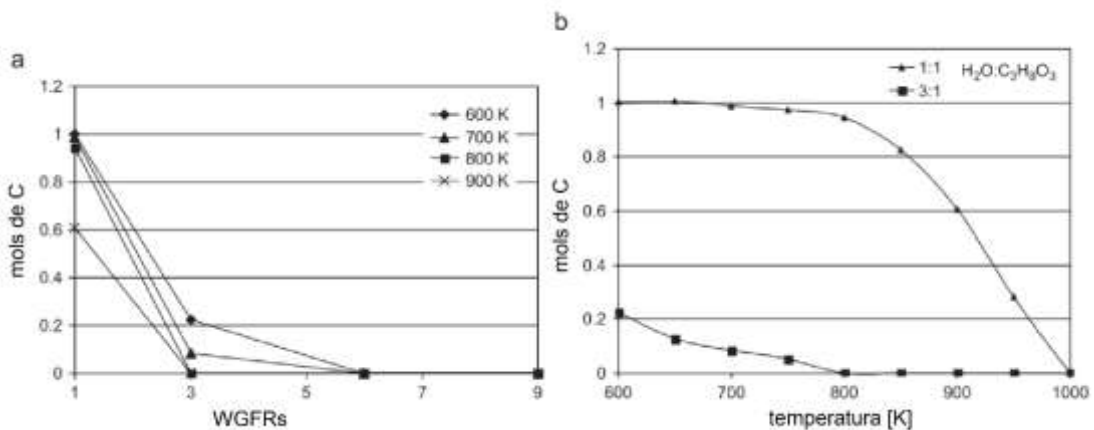 a
1.2
1
0.8
0.6
0.4
0.2
0
mols de C
600 K
700 K
800 K
900 K
1 3 5 7 9
WGFRs
b
1.2
1
0.8
0.6
0.4
0.2
0
mols de C
1:1 H₂O:C₃H₈O₃
3:1
600 700 800 900 1000
temperatura [K]